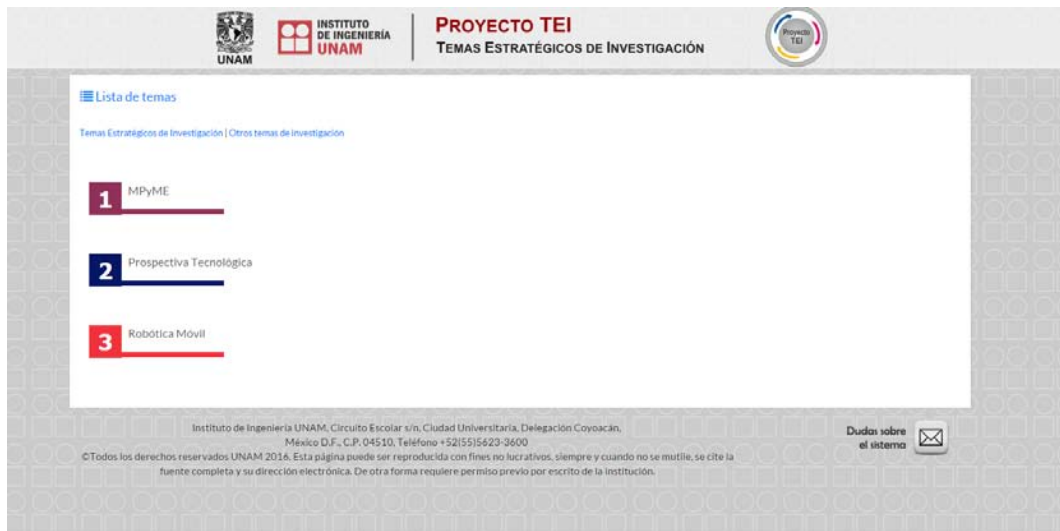 UNAM
INSTITUTO
DE INGENIERÍA
UNAM
PROYECTO TEI
TEMAS ESTRATÉGICOS DE INVESTIGACIÓN
Proyecto
TEI
Lista de temas
Temas Estratégicos de Investigación | Otros temas de investigación
1 MPyME
2 Prospectiva Tecnológica
3 Robótica Móvil
Instituto de Ingeniería UNAM, Circuito Escolar s/n, Ciudad Universitaria, Delegación Coyoacán,
México D.F., C.P. 04510, Teléfono +52(55)5623-3600
©Todos los derechos reservados UNAM 2016. Esta página puede ser reproducida con fines no lucrativos, siempre y cuando no se mutile, se cite la
fuente completa y su dirección electrónica. De otra forma requiere permiso previo por escrito de la institución.
Dudas sobre
el sistema